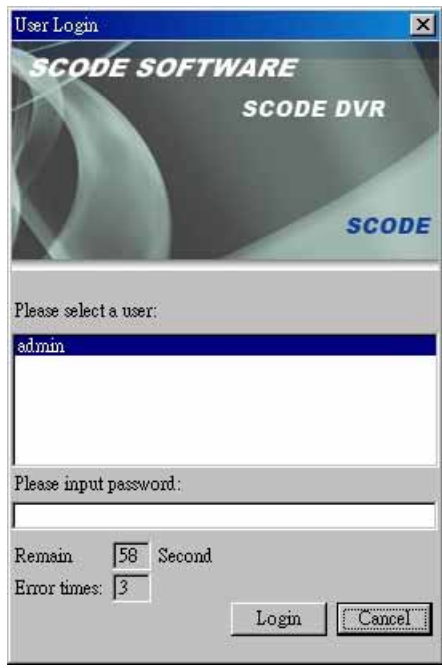 User Login
SCODE SOFTWARE
SCODE DVR
SCODE
Please select a user:
admin
Please input password:
Remain 58 Second
Error times: 3
Login Cancel